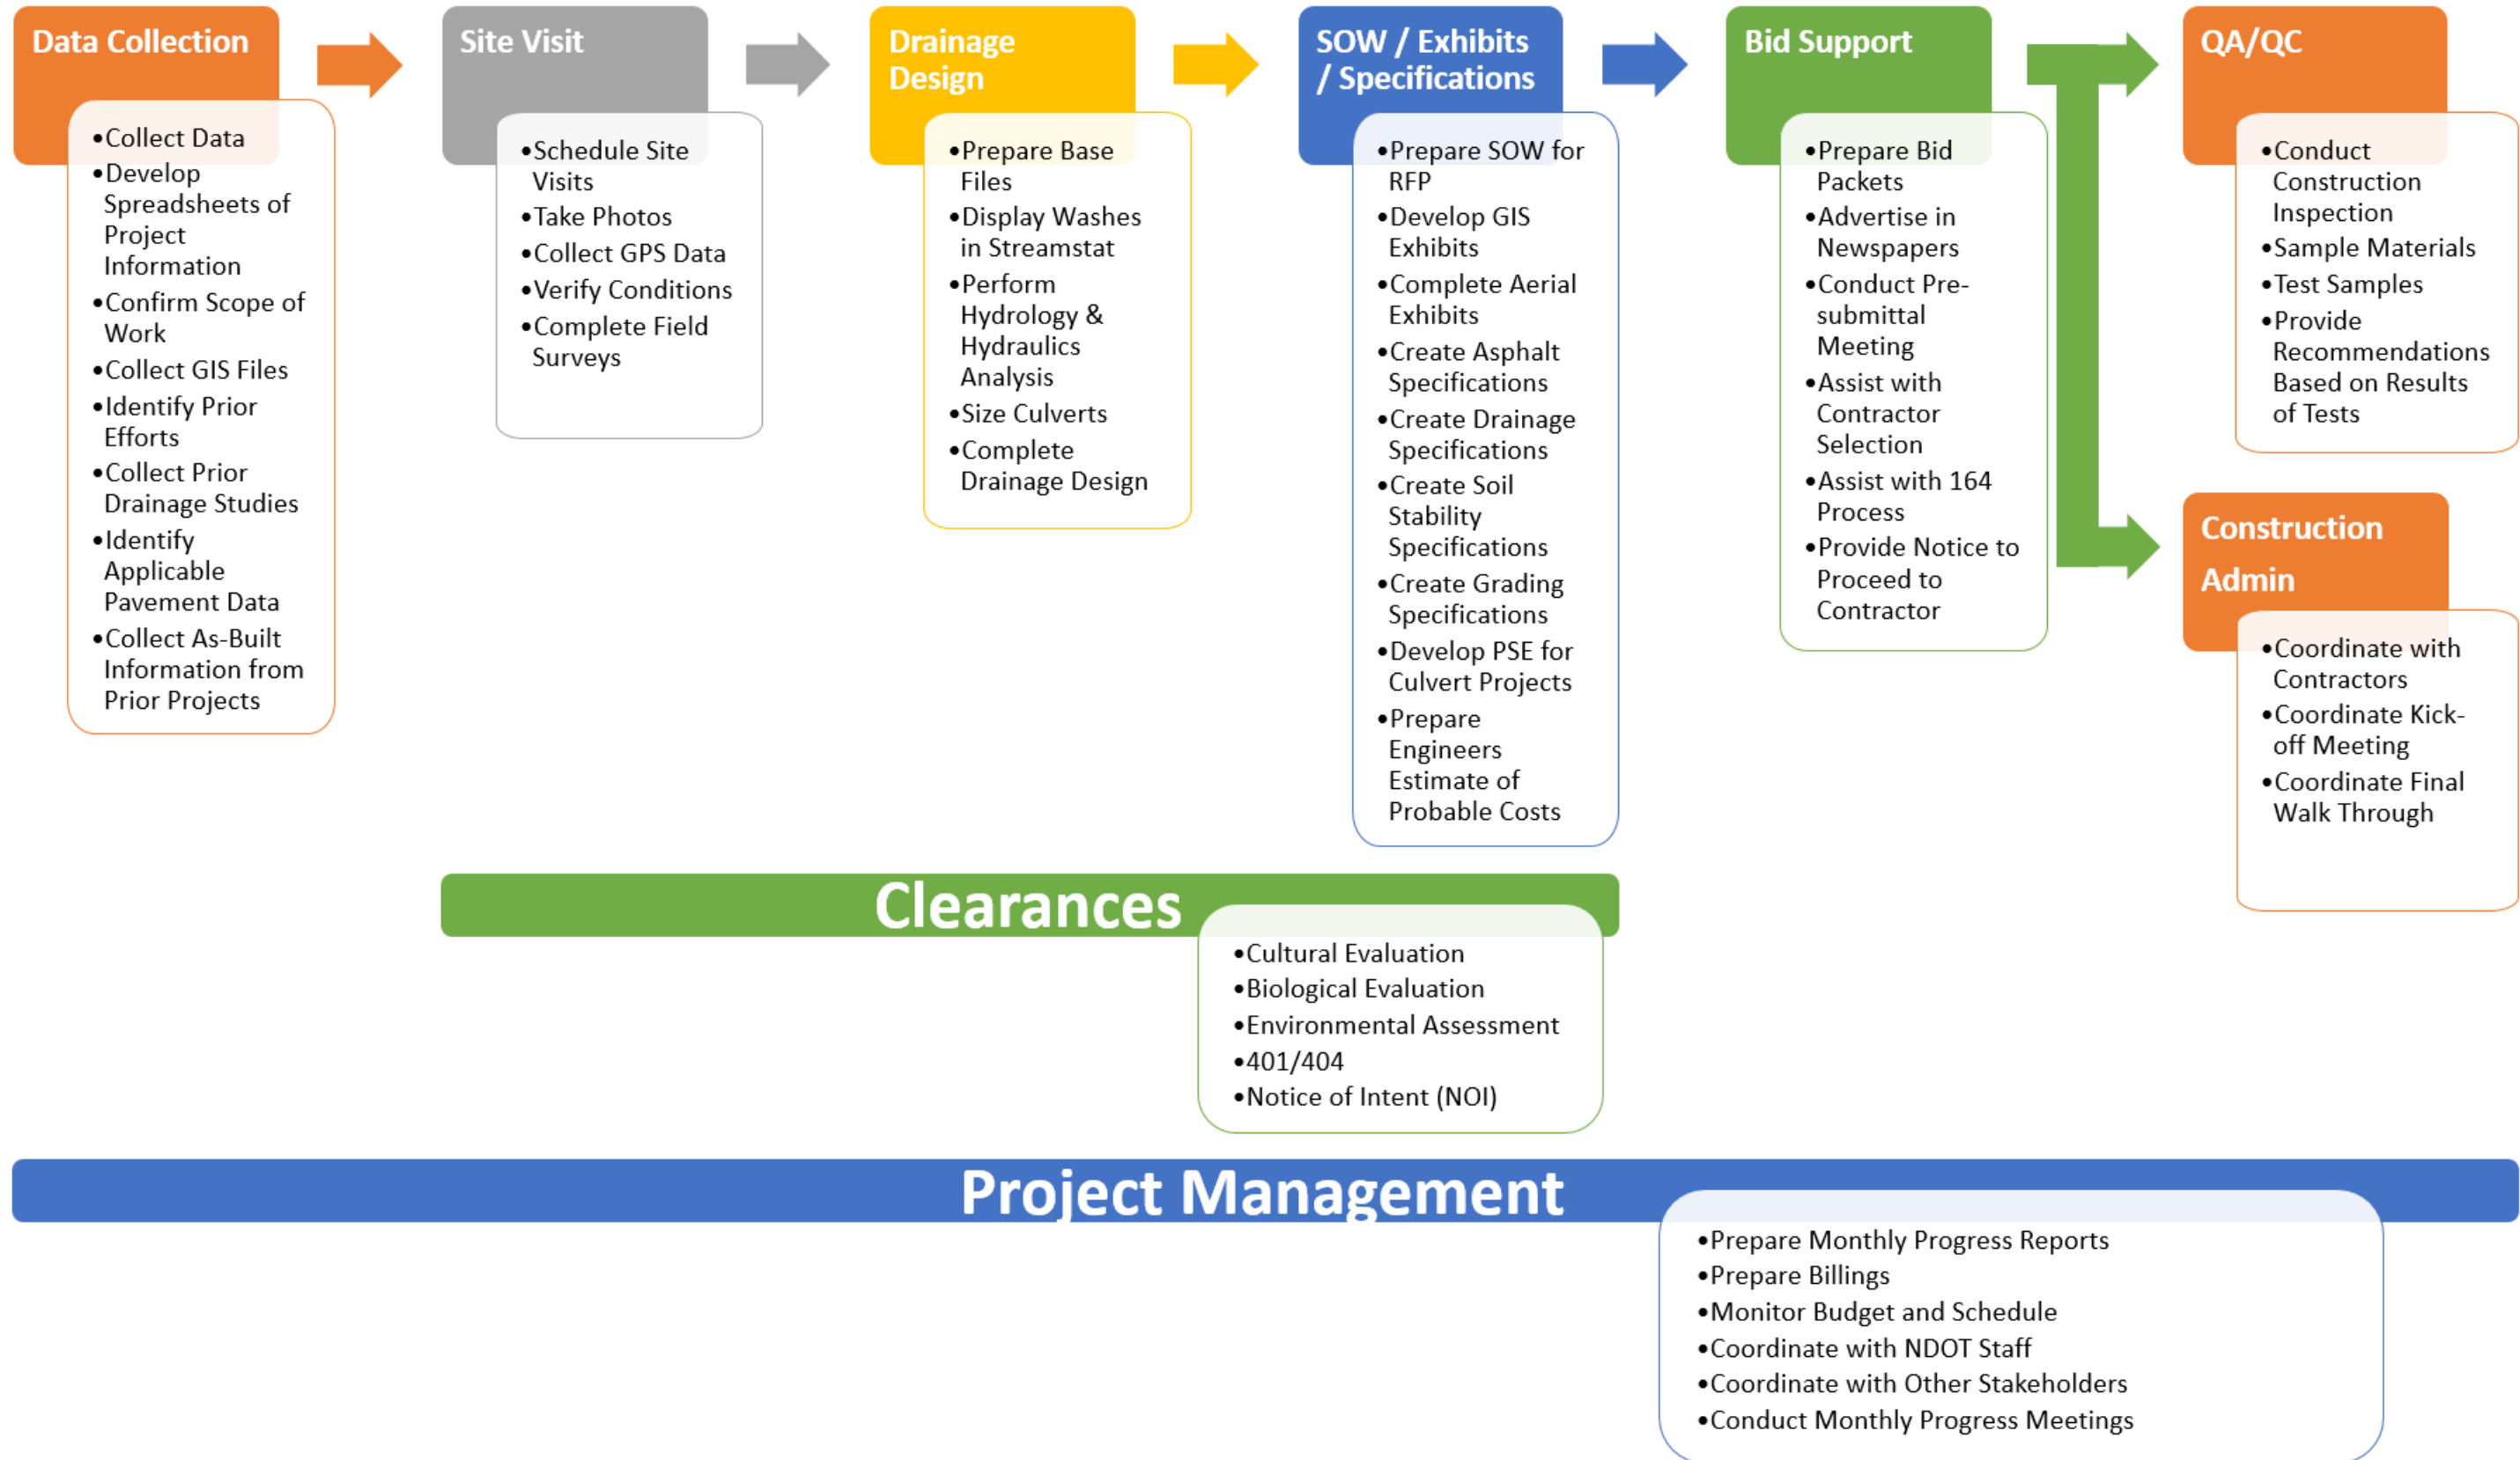 Data Collection
•Collect Data
•Develop
Spreadsheets of
Project
Information
•Confirm Scope of
Work
•Collect GIS Files
•Identify Prior
Efforts
•Collect Prior
Drainage Studies
•Identify
Applicable
Pavement Data
•Collect As-Built
Information from
Prior Projects
Site Visit
•Schedule Site
Visits
•Take Photos
•Collect GPS Data
•Verify Conditions
•Complete Field
Surveys
Drainage
Design
•Prepare Base
Files
•Display Washes
in Streamstat
•Perform
Hydrology &
Hydraulics
Analysis
•Size Culverts
•Complete
Drainage Design
SOW / Exhibits
/ Specifications
•Prepare SOW for
RFP
•Develop GIS
Exhibits
•Complete Aerial
Exhibits
•Create Asphalt
Specifications
•Create Drainage
Specifications
•Create Soil
Stability
Specifications
•Create Grading
Specifications
•Develop PSE for
Culvert Projects
•Prepare
Engineers
Estimate of
Probable Costs
Bid Support
•Prepare Bid
Packets
•Advertise in
Newspapers
•Conduct Pre-
submittal
Meeting
•Assist with
Contractor
Selection
•Assist with 164
Process
•Provide Notice to
Proceed to
Contractor
QA/QC
•Conduct
Construction
Inspection
•Sample Materials
•Test Samples
•Provide
Recommendations
Based on Results
of Tests
Construction
Admin
•Coordinate with
Contractors
•Coordinate Kick-
off Meeting
•Coordinate Final
Walk Through
Clearances
•Cultural Evaluation
•Biological Evaluation
•Environmental Assessment
•401/404
•Notice of Intent (NOI)
Project Management
•Prepare Monthly Progress Reports
•Prepare Billings
•Monitor Budget and Schedule
•Coordinate with NDOT Staff
•Coordinate with Other Stakeholders
•Conduct Monthly Progress Meetings